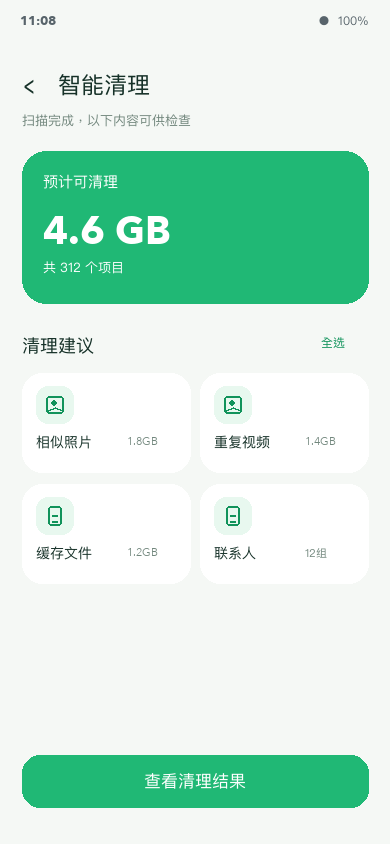 11:08
100%
< 智能清理
扫描完成，以下内容可供检查
预计可清理
4.6 GB
共 312 个项目
清理建议
全选
相似照片 1.8GB
重复视频 1.4GB
缓存文件 1.2GB
联系人 12组
查看清理结果